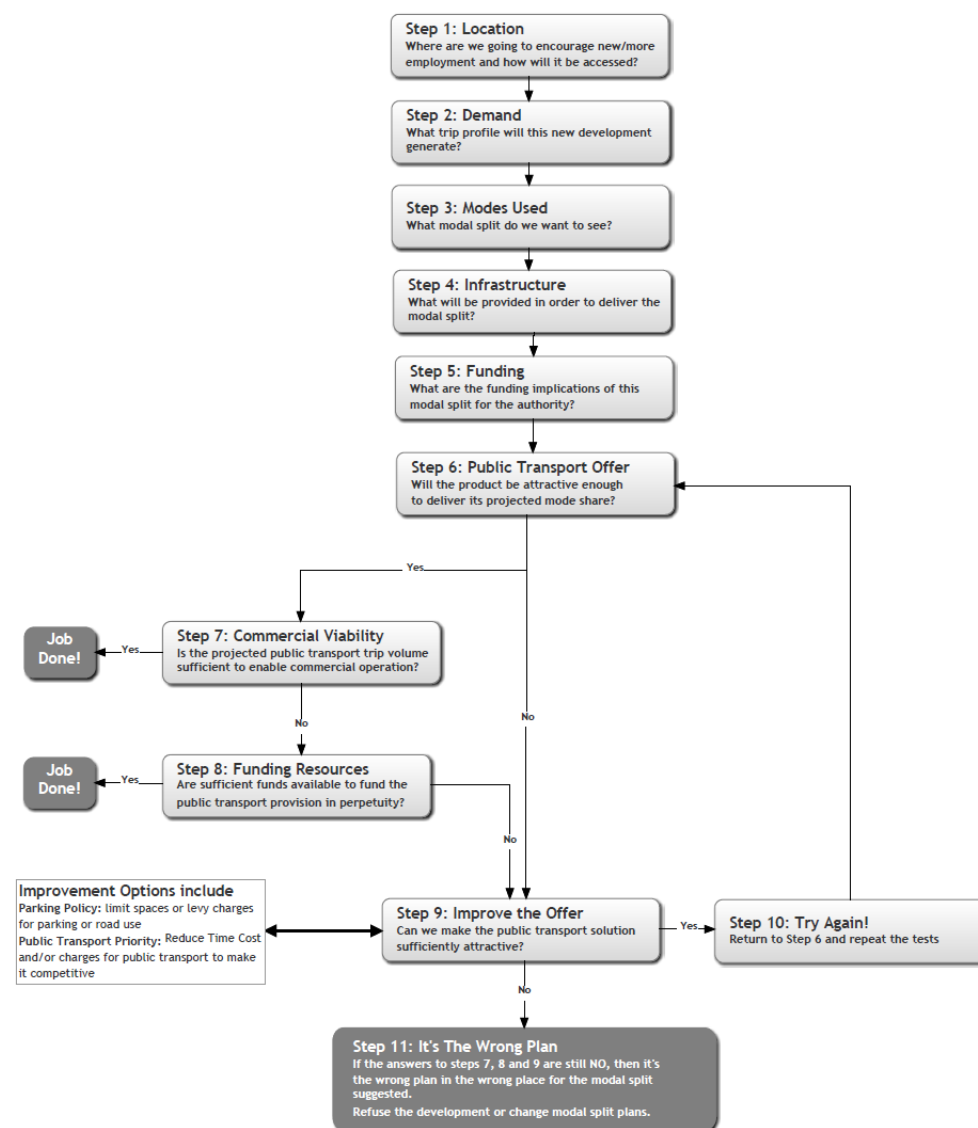 Step 1: Location
Where are we going to encourage new/more
employment and how will it be accessed?
Step 2: Demand
What trip profile will this new development
generate?
Step 3: Modes Used
What modal split do we want to see?
Step 4: Infrastructure
What will be provided in order to deliver the
modal split?
Step 5: Funding
What are the funding implications of this
modal split for the authority?
Step 6: Public Transport Offer
Will the product be attractive enough
to deliver its projected mode share?
Yes
Job
Done!
Yes
Step 7: Commercial Viability
Is the projected public transport trip volume
sufficient to enable commercial operation?
No
No
Job
Done!
Yes
Step 8: Funding Resources
Are sufficient funds available to fund the
public transport provision in perpetuity?
No
Improvement Options include
Parking Policy: limit spaces or levy charges
for parking or road use
Public Transport Priority: Reduce Time Cost
and/or charges for public transport to make
it competitive
Step 9: Improve the Offer
Can we make the public transport solution
sufficiently attractive?
Yes
Step 10: Try Again!
Return to Step 6 and repeat the tests
No
Step 11: It's The Wrong Plan
If the answers to steps 7, 8 and 9 are still NO, then it's
the wrong plan in the wrong place for the modal split
suggested.
Refuse the development or change modal split plans.